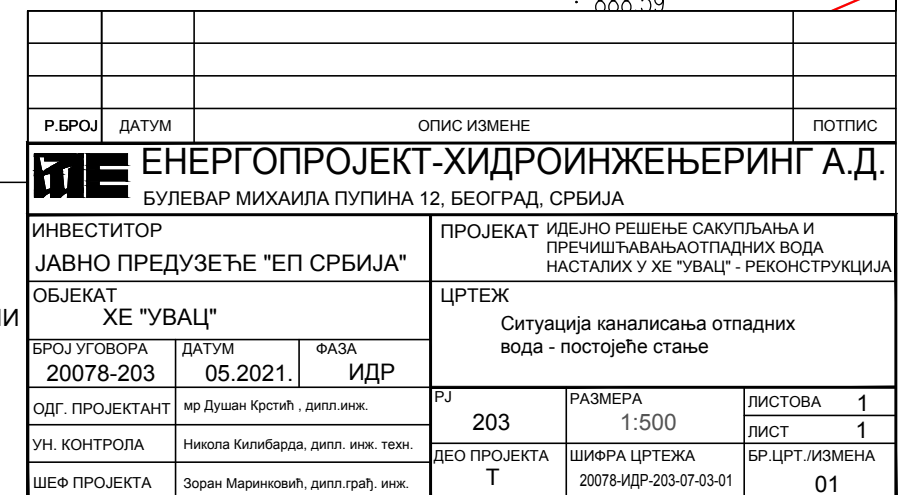 Р.БРОЈ ДАТУМ ОПИС ИЗМЕНЕ ПОТПИС
ЕНЕРГОПРОЈЕКТ-ХИДРОИНЖЕЊЕРИНГ А.Д.
БУЛЕВАР МИХАИЛА ПУПИНА 12, БЕОГРАД, СРБИЈА
ИНВЕСТИТОР
ЈАВНО ПРЕДУЗЕЋЕ "ЕП СРБИЈА"
ПРОЈЕКАТ ИДЕЈНО РЕШЕЊЕ САКУПЉАЊА И
ПРЕЧИШЋАВАЊАОТПАДНИХ ВОДА
НАСТАЛИХ У ХЕ "УВАЦ" - РЕКОНСТРУКЦИЈА
ОБЈЕКАТ
ХЕ "УВАЦ"
ЦРТЕЖ
Ситуација каналисања отпадних
вода - постојеће стање
БРОЈ УГОВОРА ДАТУМ ФАЗА
20078-203 05.2021. ИДР
ОДГ. ПРОЈЕКТАНТ мр Душан Крстић , дипл.инж.
УН. КОНТРОЛА Никола Килибарда, дипл. инж. техн.
ШЕФ ПРОЈЕКТА Зоран Маринковић, дипл.грађ. инж.
РЈ РАЗМЕРА ЛИСТОВА 1
203 1:500 ЛИСТ 1
ДЕО ПРОЈЕКТА ШИФРА ЦРТЕЖА БР.ЦРТ./ИЗМЕНА
Т 20078-ИДР-203-07-03-01 01